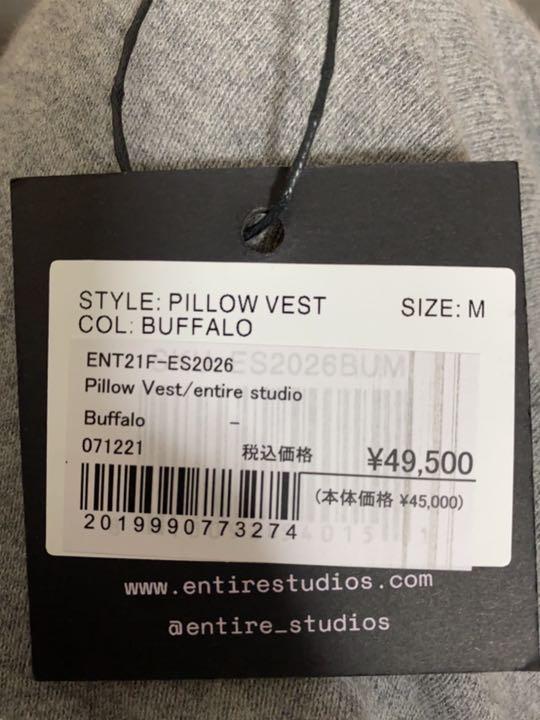 STYLE: PILLOW VEST SIZE: M
COL: BUFFALO
ES2026BUM
ENT21F-ES2026
Pillow Vest/entire studio
Buffalo –
071221 税込価格 ¥49,500
(本体価格 ¥45,000)
2019990773274
www.entirestudios.com
@entire_studios